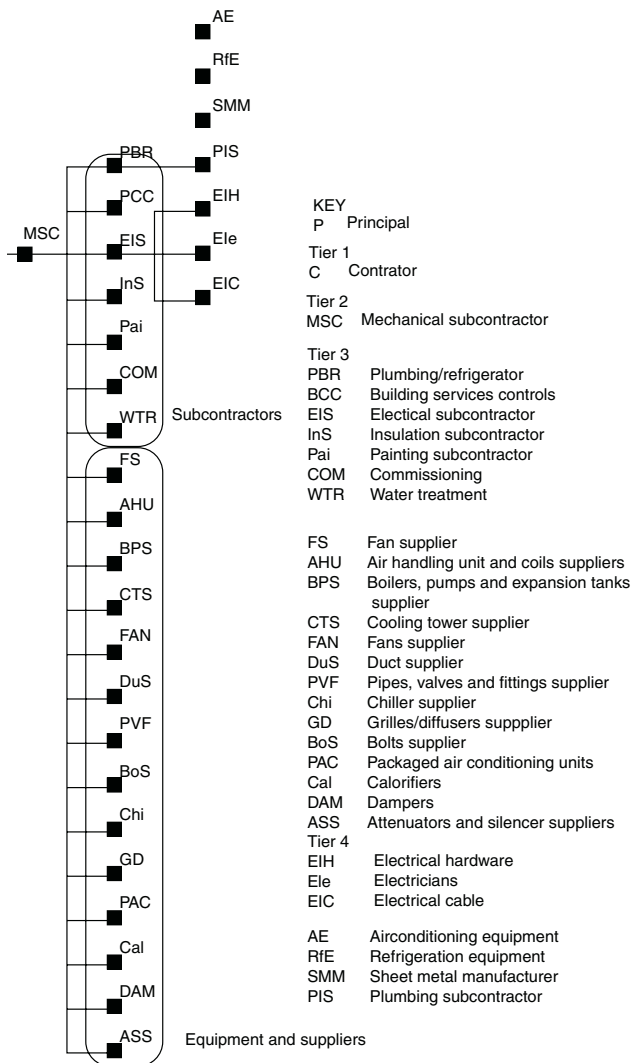 AE
RfE
SMM
PBR
PIS
PCC
EIH
MSC
EIS
Ele
InS
EIC
Pai
COM
WTR
Subcontractors
FS
AHU
BPS
CTS
FAN
DuS
PVF
BoS
Chi
GD
PAC
Cal
DAM
ASS
Equipment and suppliers
KEY
P Principal
Tier 1
C Contrator
Tier 2
MSC Mechanical subcontractor
Tier 3
PBR Plumbing/refrigerator
BCC Building services controls
EIS Electical subcontractor
InS Insulation subcontractor
Pai Painting subcontractor
COM Commissioning
WTR Water treatment
FS Fan supplier
AHU Air handling unit and coils suppliers
BPS Boilers, pumps and expansion tanks
supplier
CTS Cooling tower supplier
FAN Fans supplier
DuS Duct supplier
PVF Pipes, valves and fittings supplier
Chi Chiller supplier
GD Grilles/diffusers suppplier
BoS Bolts supplier
PAC Packaged air conditioning units
Cal Calorifiers
DAM Dampers
ASS Attenuators and silencer suppliers
Tier 4
EIH Electrical hardware
Ele Electricians
EIC Electrical cable
AE Airconditioning equipment
RfE Refrigeration equipment
SMM Sheet metal manufacturer
PIS Plumbing subcontractor